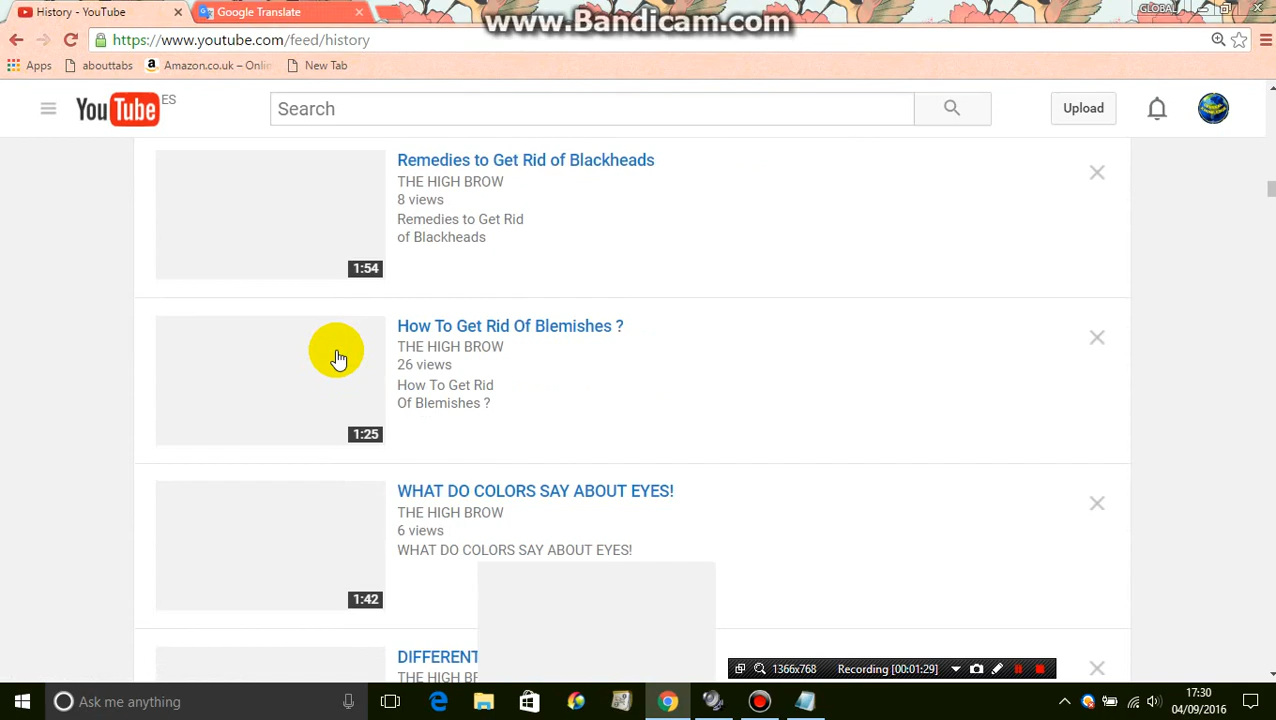 History - YouTube
Google Translate
www.Bandicam.com
GLOBAL
https://www.youtube.com/feed/history
Apps
abouttabs
Amazon.co.uk – Onlin
New Tab
YouTube ES
Search
Upload
Remedies to Get Rid of Blackheads
THE HIGH BROW
8 views
Remedies to Get Rid
of Blackheads
1:54
How To Get Rid Of Blemishes ?
THE HIGH BROW
26 views
How To Get Rid
Of Blemishes ?
1:25
WHAT DO COLORS SAY ABOUT EYES!
THE HIGH BROW
6 views
WHAT DO COLORS SAY ABOUT EYES!
1:42
DIFFERENT
THE HIGH BR
1366x768
Recording [00:01:29]
Ask me anything
17:30
04/09/2016